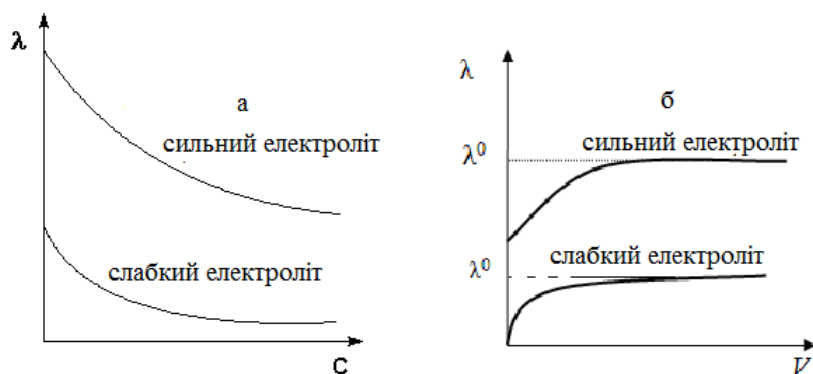 λ
а
сильний електроліт
слабкий електроліт
C
λ
б
λ⁰
сильний електроліт
λ⁰
слабкий електроліт
V